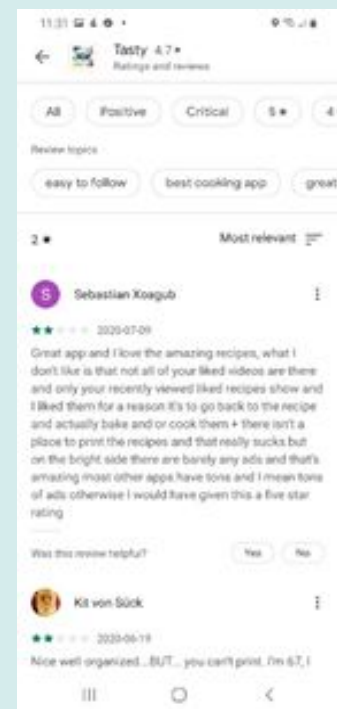 11:31
Tasty 4.7★
Ratings and reviews
All Positive Critical 5★ 4
Review topics
easy to follow best cooking app great
2★ Most relevant
S Sebastian Xoagub
2020-07-09
Great app and I love the amazing recipes, what I
don't like is that not all of your liked videos are there
and only your recently viewed liked recipes show and
I liked them for a reason it's to go back to the recipe
and actually bake and or cook them + there isn't a
place to print the recipes and that really sucks but
on the bright side there are barely any ads and that's
amazing most other apps have tons and I mean tons
of ads otherwise I would have given this a five star
rating
Was this review helpful? Yes No
Kit von Sück
2020-06-19
Nice well organized...BUT... you can't print. I'm 67, I